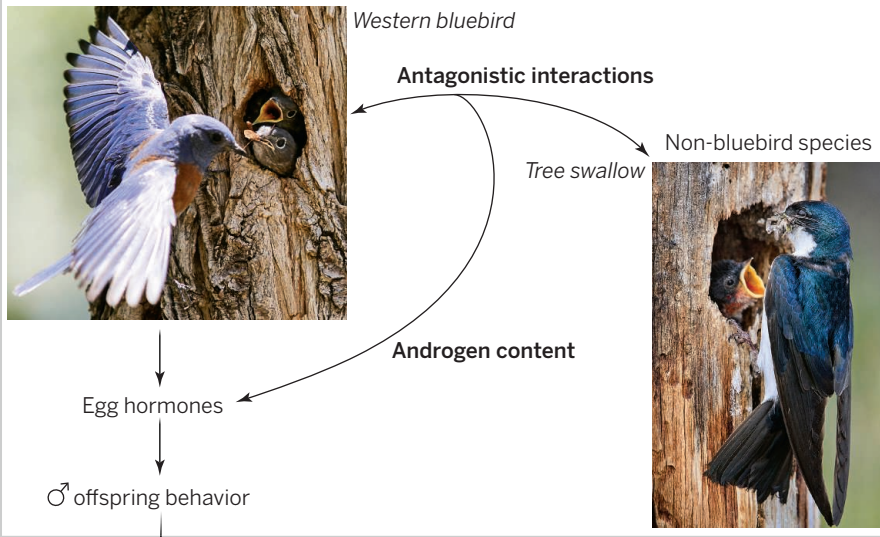 Western bluebird
Antagonistic interactions
Non-bluebird species
Tree swallow
Androgen content
Egg hormones
♂ offspring behavior